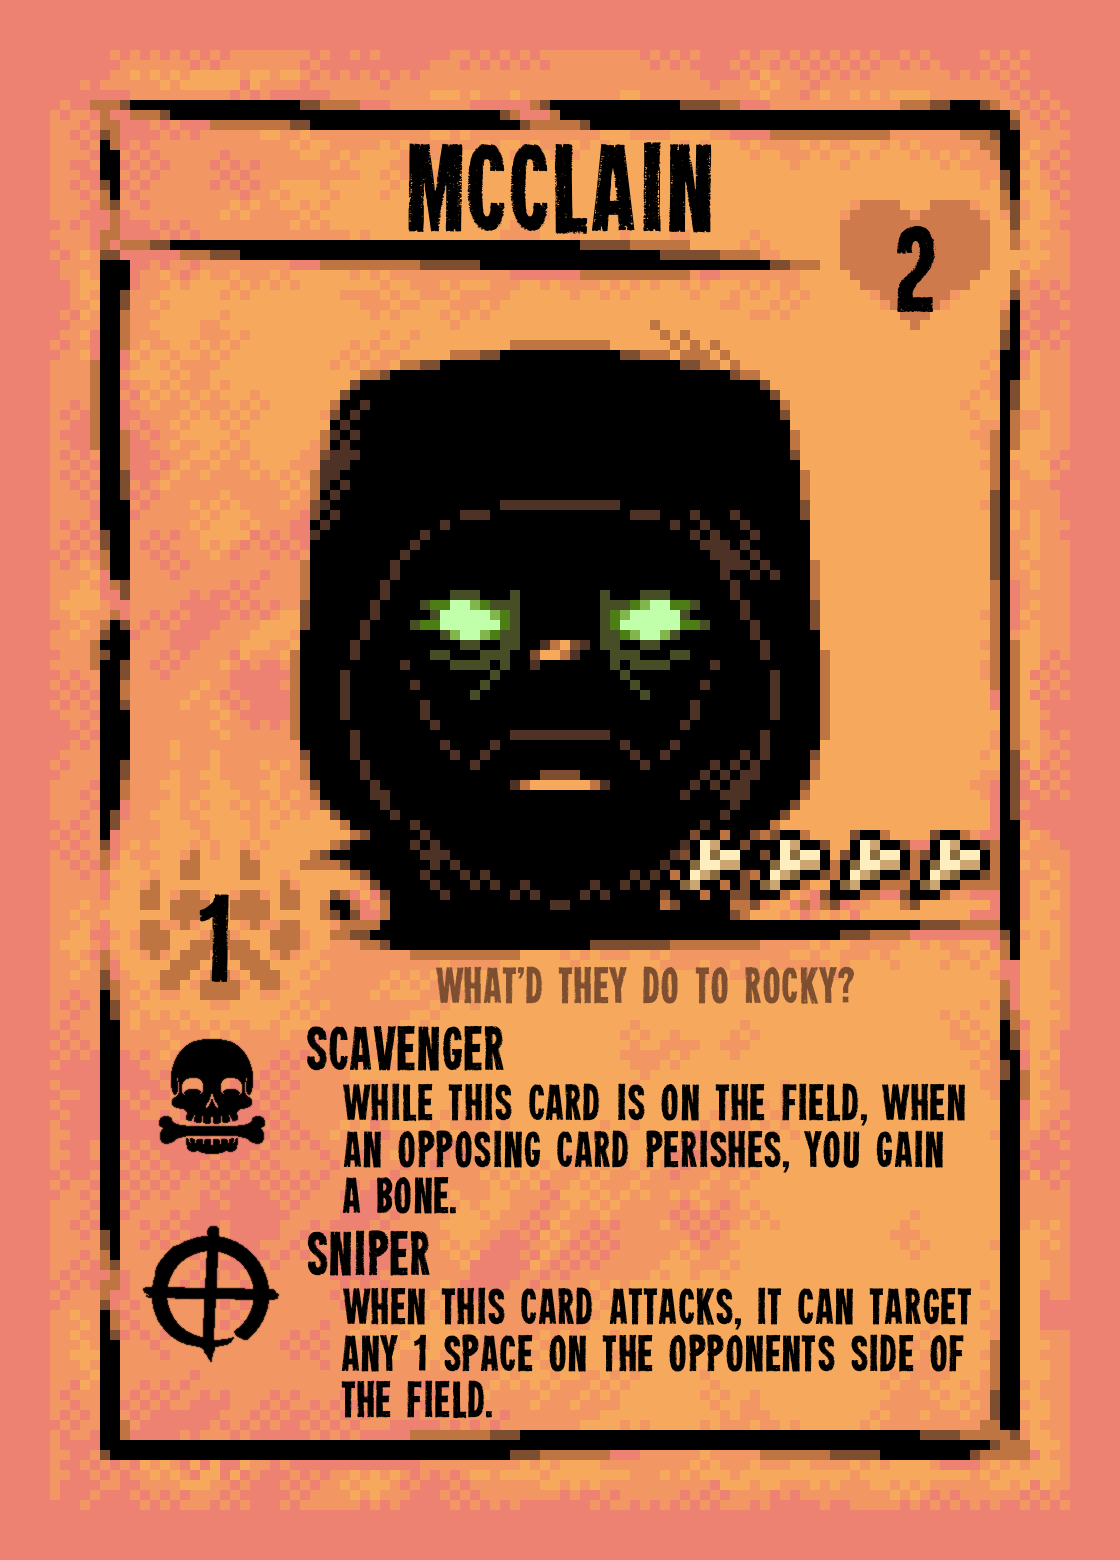 MCCLAIN
2
1
WHAT'D THEY DO TO ROCKY?
SCAVENGER
WHILE THIS CARD IS ON THE FIELD, WHEN
AN OPPOSING CARD PERISHES, YOU GAIN
A BONE.
SNIPER
WHEN THIS CARD ATTACKS, IT CAN TARGET
ANY 1 SPACE ON THE OPPONENTS SIDE OF
THE FIELD.